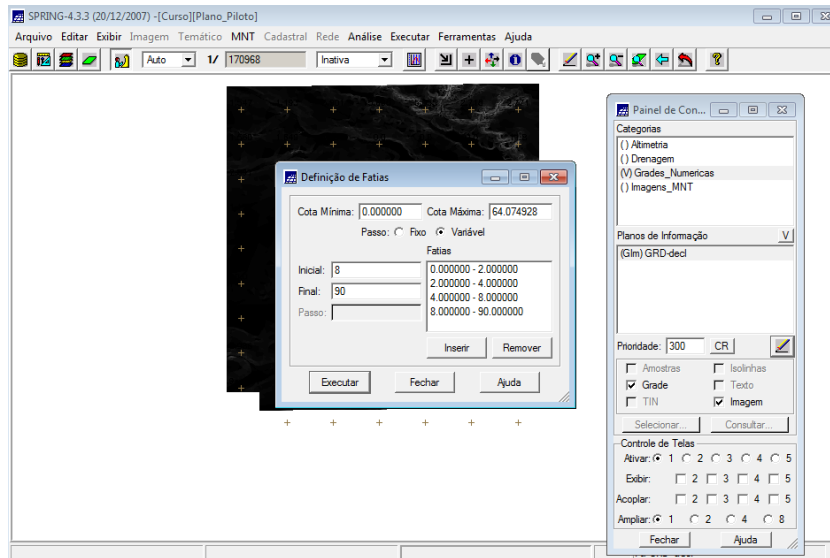 SPRING-4.3.3 (20/12/2007) -[Curso][Plano_Piloto]
Arquivo Editar Exibir Imagem Temático MNT Cadastral Rede Análise Executar Ferramentas Ajuda
Auto 1/ 170968 Inativa
Painel de Con...
Categorias
( ) Altimetria
( ) Drenagem
(V) Grades_Numericas
( ) Imagens_MNT
Planos de Informação V
(GIm) GRD-decl
Prioridade: 300 CR
Amostras Isolinhas
Grade Texto
TIN Imagem
Selecionar... Consultar...
Controle de Telas
Ativar: 1 2 3 4 5
Exibir: 2 3 4 5
Acoplar: 2 3 4 5
Ampliar: 1 2 4 8
Fechar Ajuda
Definição de Fatias
Cota Mínima: 0.000000 Cota Máxima: 64.074928
Passo: Fixo Variável
Fatias
Inicial: 8
Final: 90
Passo:
0.000000 - 2.000000
2.000000 - 4.000000
4.000000 - 8.000000
8.000000 - 90.000000
Inserir Remover
Executar Fechar Ajuda